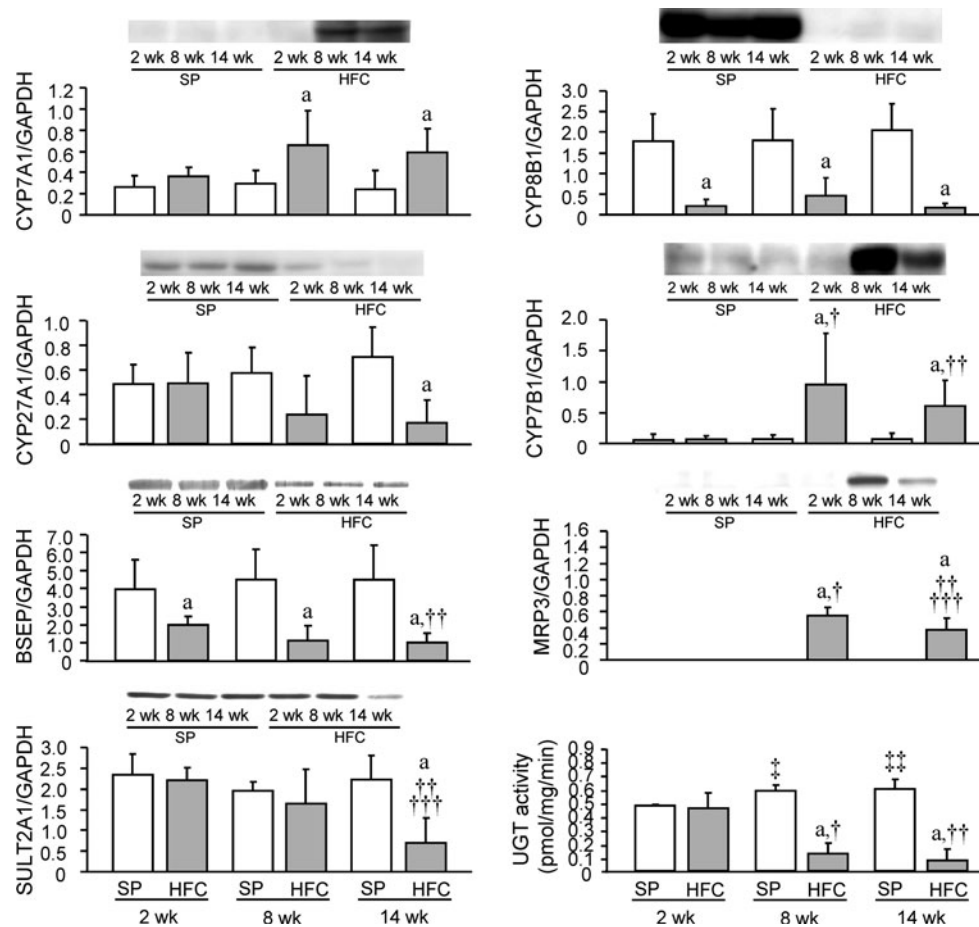 2 wk 8 wk 14 wk 2 wk 8 wk 14 wk
SP HFC
CYP7A1/GAPDH
1.2
1.0
0.8
0.6
0.4
0.2
0
a a
2 wk 8 wk 14 wk 2 wk 8 wk 14 wk
SP HFC
CYP8B1/GAPDH
3.0
2.5
2.0
1.5
1.0
0.5
0
a a a
2 wk 8 wk 14 wk 2 wk 8 wk 14 wk
SP HFC
CYP27A1/GAPDH
1.0
0.8
0.6
0.4
0.2
0
a
2 wk 8 wk 14 wk 2 wk 8 wk 14 wk
SP HFC
CYP7B1/GAPDH
2.0
1.5
1.0
0.5
0
a,† a,††
2 wk 8 wk 14 wk 2 wk 8 wk 14 wk
SP HFC
BSEP/GAPDH
7.0
6.0
5.0
4.0
3.0
2.0
1.0
0
a a a,††
2 wk 8 wk 14 wk 2 wk 8 wk 14 wk
SP HFC
MRP3/GAPDH
1.6
1.4
1.2
1.0
0.8
0.6
0.4
0.2
0
a,† a
††
†††
2 wk 8 wk 14 wk 2 wk 8 wk 14 wk
SP HFC
SULT2A1/GAPDH
3.0
2.5
2.0
1.5
1.0
0.5
0
a
††
†††
SP HFC SP HFC SP HFC
2 wk 8 wk 14 wk
UGT activity
(pmol/mg/min)
0.9
0.8
0.7
0.6
0.5
0.4
0.3
0.2
0.1
0
‡ a,† ‡‡ a,††
SP HFC SP HFC SP HFC
2 wk 8 wk 14 wk